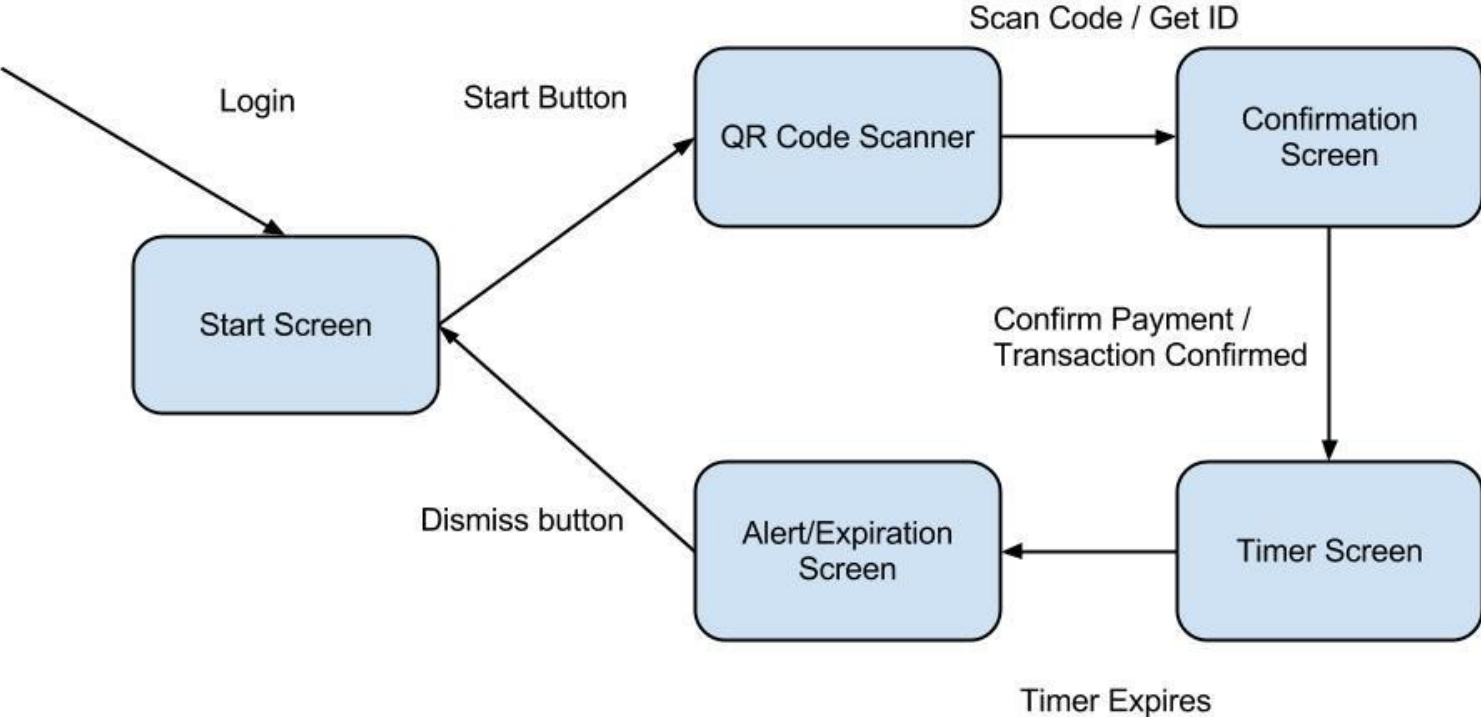 Scan Code / Get ID
Login
Start Button
QR Code Scanner
Confirmation
Screen
Start Screen
Confirm Payment /
Transaction Confirmed
Dismiss button
Alert/Expiration
Screen
Timer Screen
Timer Expires